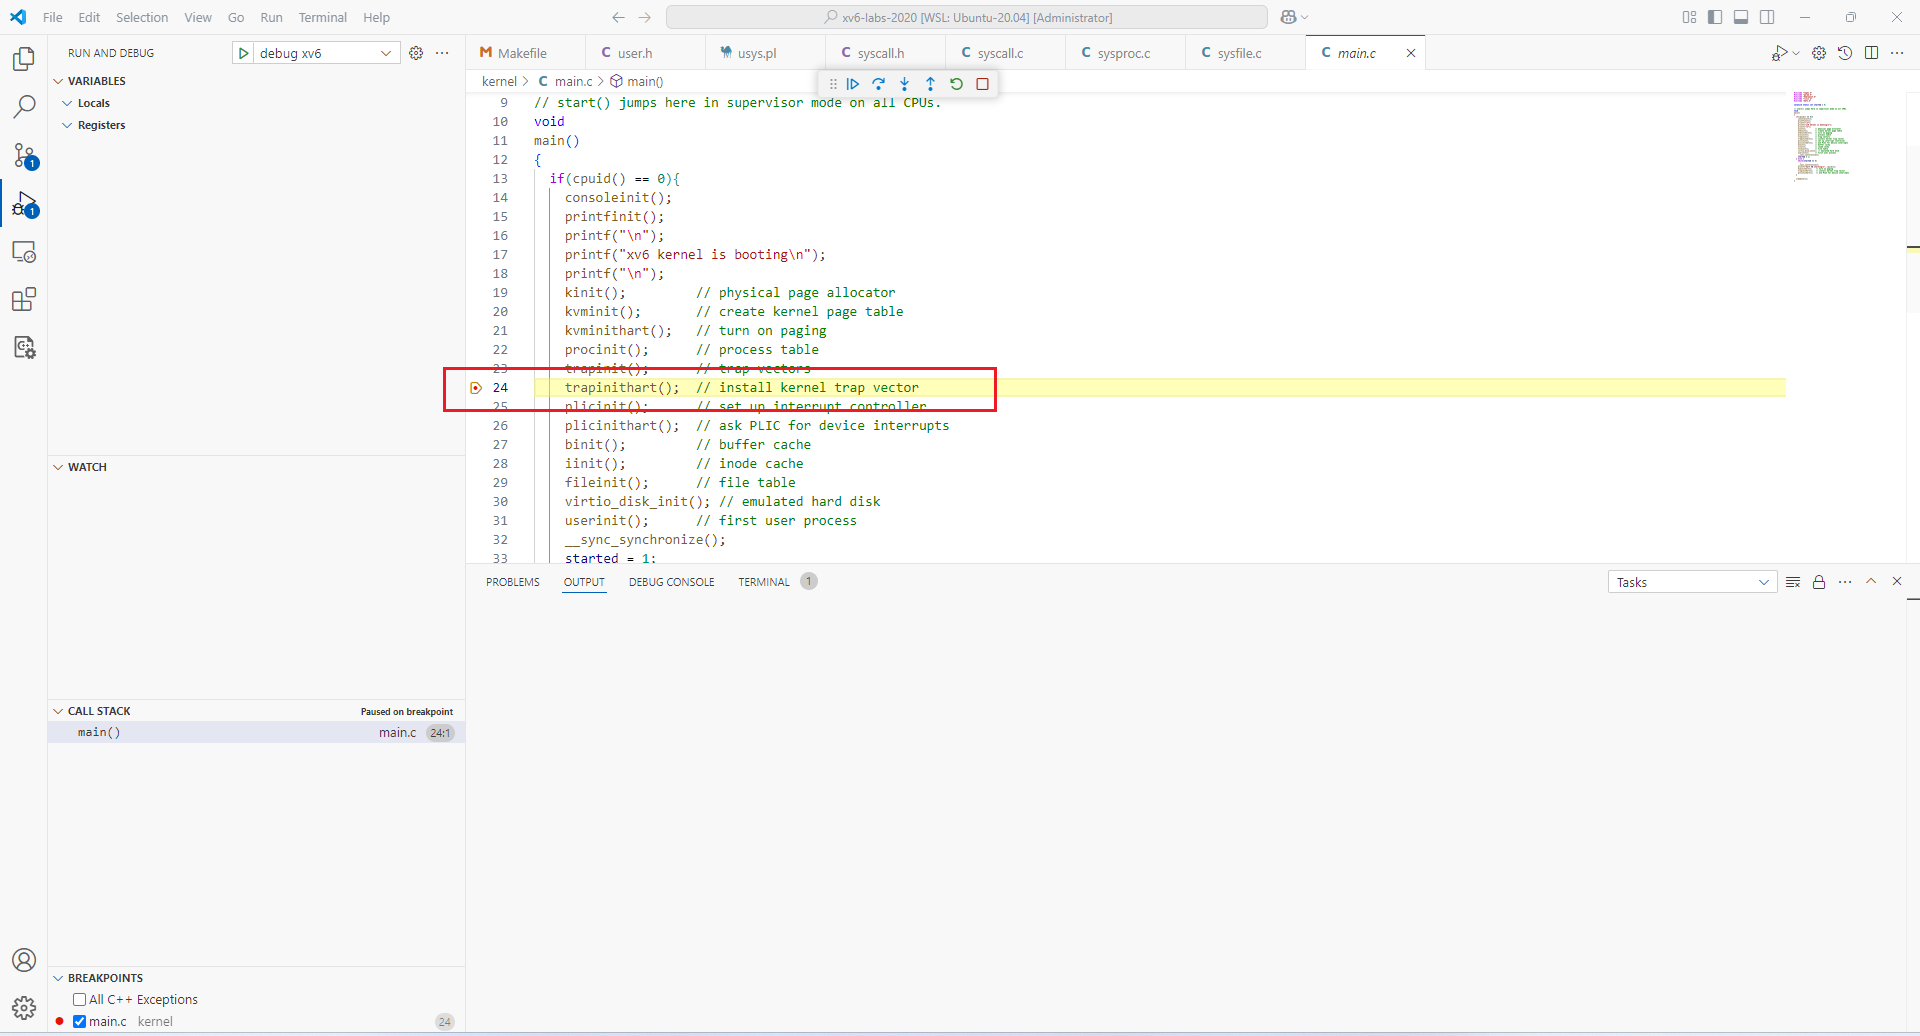 File Edit Selection View Go Run Terminal Help
xv6-labs-2020 [WSL: Ubuntu-20.04] [Administrator]
RUN AND DEBUG
debug xv6
Makefile
user.h
usys.pl
syscall.h
syscall.c
sysproc.c
sysfile.c
main.c
VARIABLES
Locals
Registers
WATCH
CALL STACK
Paused on breakpoint
main()
main.c
24:1
BREAKPOINTS
All C++ Exceptions
main.c kernel
24
1
1
kernel > C main.c > main()
9 // start() jumps here in supervisor mode on all CPUs.
10 void
11 main()
12 {
13 if(cpuid() == 0){
14 consoleinit();
15 printfinit();
16 printf("\n");
17 printf("xv6 kernel is booting\n");
18 printf("\n");
19 kinit(); // physical page allocator
20 kvminit(); // create kernel page table
21 kvminithart(); // turn on paging
22 procinit(); // process table
23 trapinit(); // trap vectors
24 trapinithart(); // install kernel trap vector
25 plicinit(); // set up interrupt controller
26 plicinithart(); // ask PLIC for device interrupts
27 binit(); // buffer cache
28 iinit(); // inode cache
29 fileinit(); // file table
30 virtio_disk_init(); // emulated hard disk
31 userinit(); // first user process
32 __sync_synchronize();
33 started = 1;
PROBLEMS OUTPUT DEBUG CONSOLE TERMINAL 1
Tasks